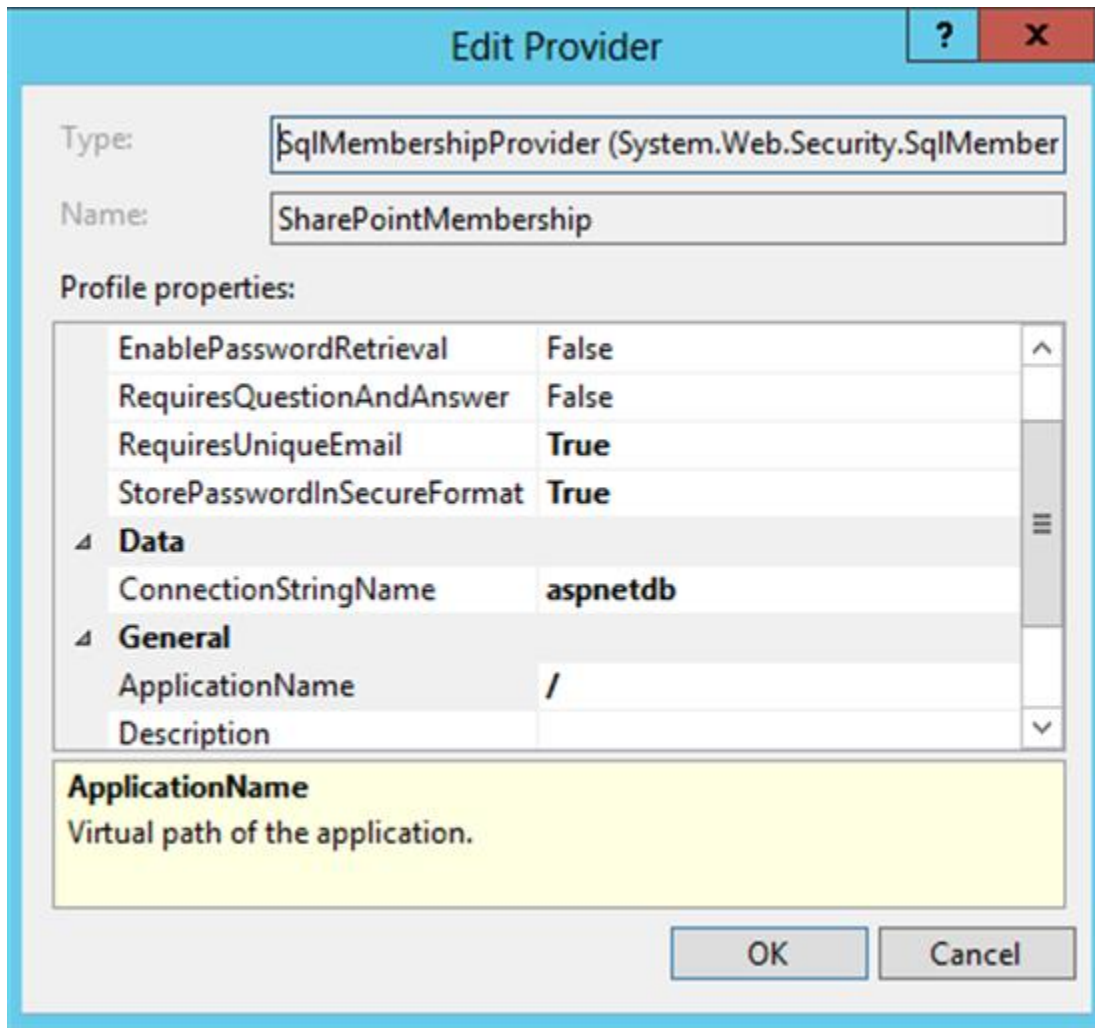 Edit Provider
?
x
Type: SqlMembershipProvider (System.Web.Security.SqlMember
Name: SharePointMembership
Profile properties:
EnablePasswordRetrieval False
RequiresQuestionAndAnswer False
RequiresUniqueEmail True
StorePasswordInSecureFormat True
Data
ConnectionStringName aspnetdb
General
ApplicationName /
Description
ApplicationName
Virtual path of the application.
OK
Cancel